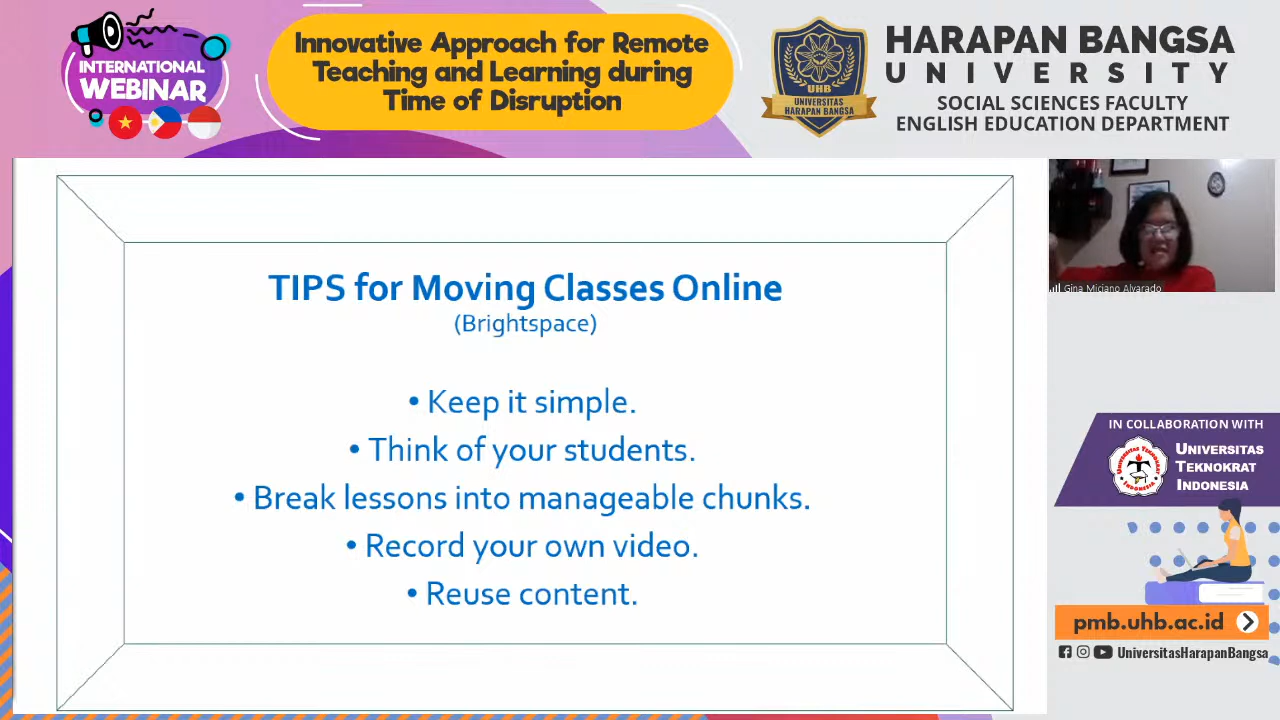 INTERNATIONAL
WEBINAR
Innovative Approach for Remote
Teaching and Learning during
Time of Disruption
UHB
UNIVERSITAS
HARAPAN BANGSA
HARAPAN BANGSA
UNIVERSITY
SOCIAL SCIENCES FACULTY
ENGLISH EDUCATION DEPARTMENT
TIPS for Moving Classes Online
(Brightspace)
• Keep it simple.
• Think of your students.
• Break lessons into manageable chunks.
• Record your own video.
• Reuse content.
Gina Miciano Alvarado
IN COLLABORATION WITH
UNIVERSITAS TEKNOKRAT
INDONESIA
UNIVERSITAS
TEKNOKRAT
INDONESIA
pmb.uhb.ac.id
UniversitasHarapanBangsa